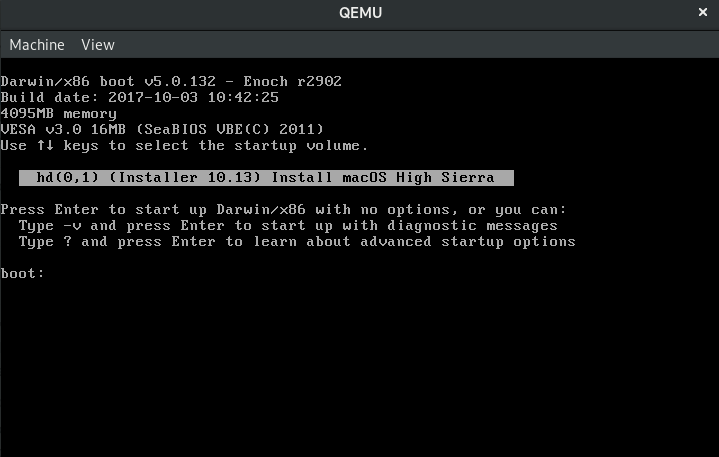 QEMU ×
Machine View
Darwin/x86 boot v5.0.132 - Enoch r2902
Build date: 2017-10-03 10:42:25
4095MB memory
VESA v3.0 16MB (SeaBIOS VBE(C) 2011)
Use ↑↓ keys to select the startup volume.
hd(0,1) (Installer 10.13) Install macOS High Sierra
Press Enter to start up Darwin/x86 with no options, or you can:
Type -v and press Enter to start up with diagnostic messages
Type ? and press Enter to learn about advanced startup options
boot: